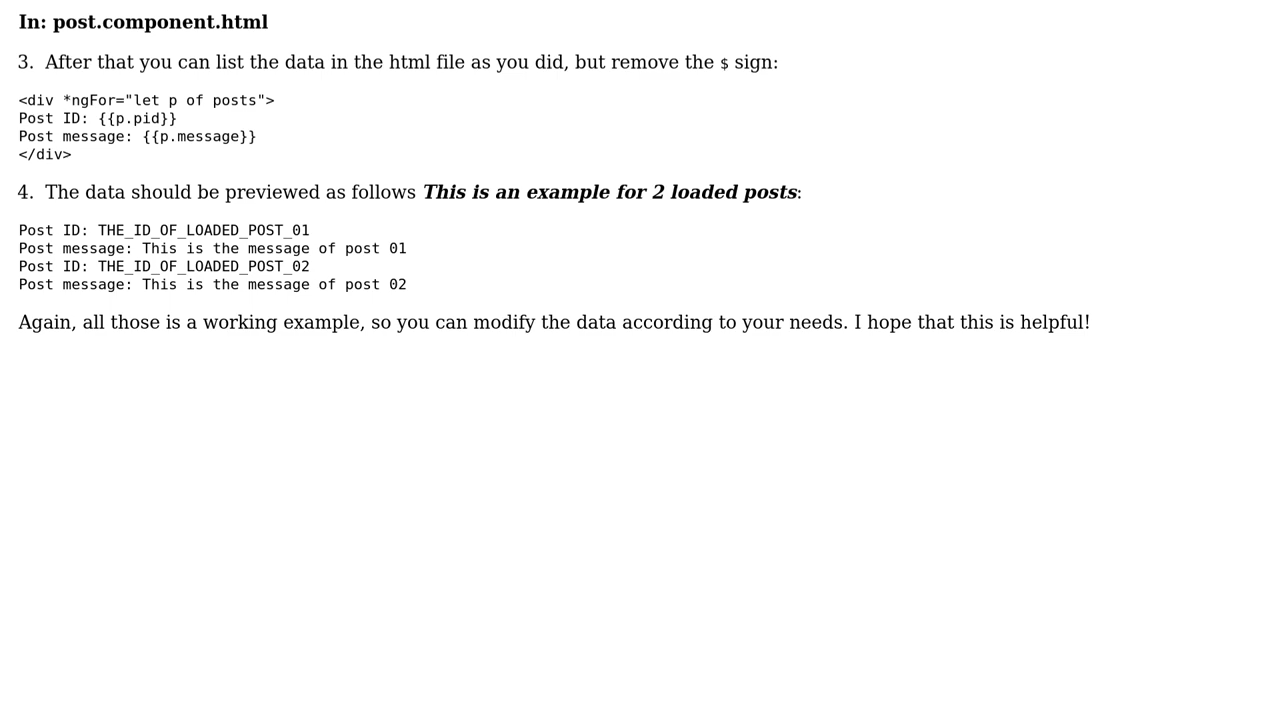 In: post.component.html
3. After that you can list the data in the html file as you did, but remove the $ sign:
<div *ngFor="let p of posts">
Post ID: {{p.pid}}
Post message: {{p.message}}
</div>
4. The data should be previewed as follows This is an example for 2 loaded posts:
Post ID: THE_ID_OF_LOADED_POST_01
Post message: This is the message of post 01
Post ID: THE_ID_OF_LOADED_POST_02
Post message: This is the message of post 02
Again, all those is a working example, so you can modify the data according to your needs. I hope that this is helpful!